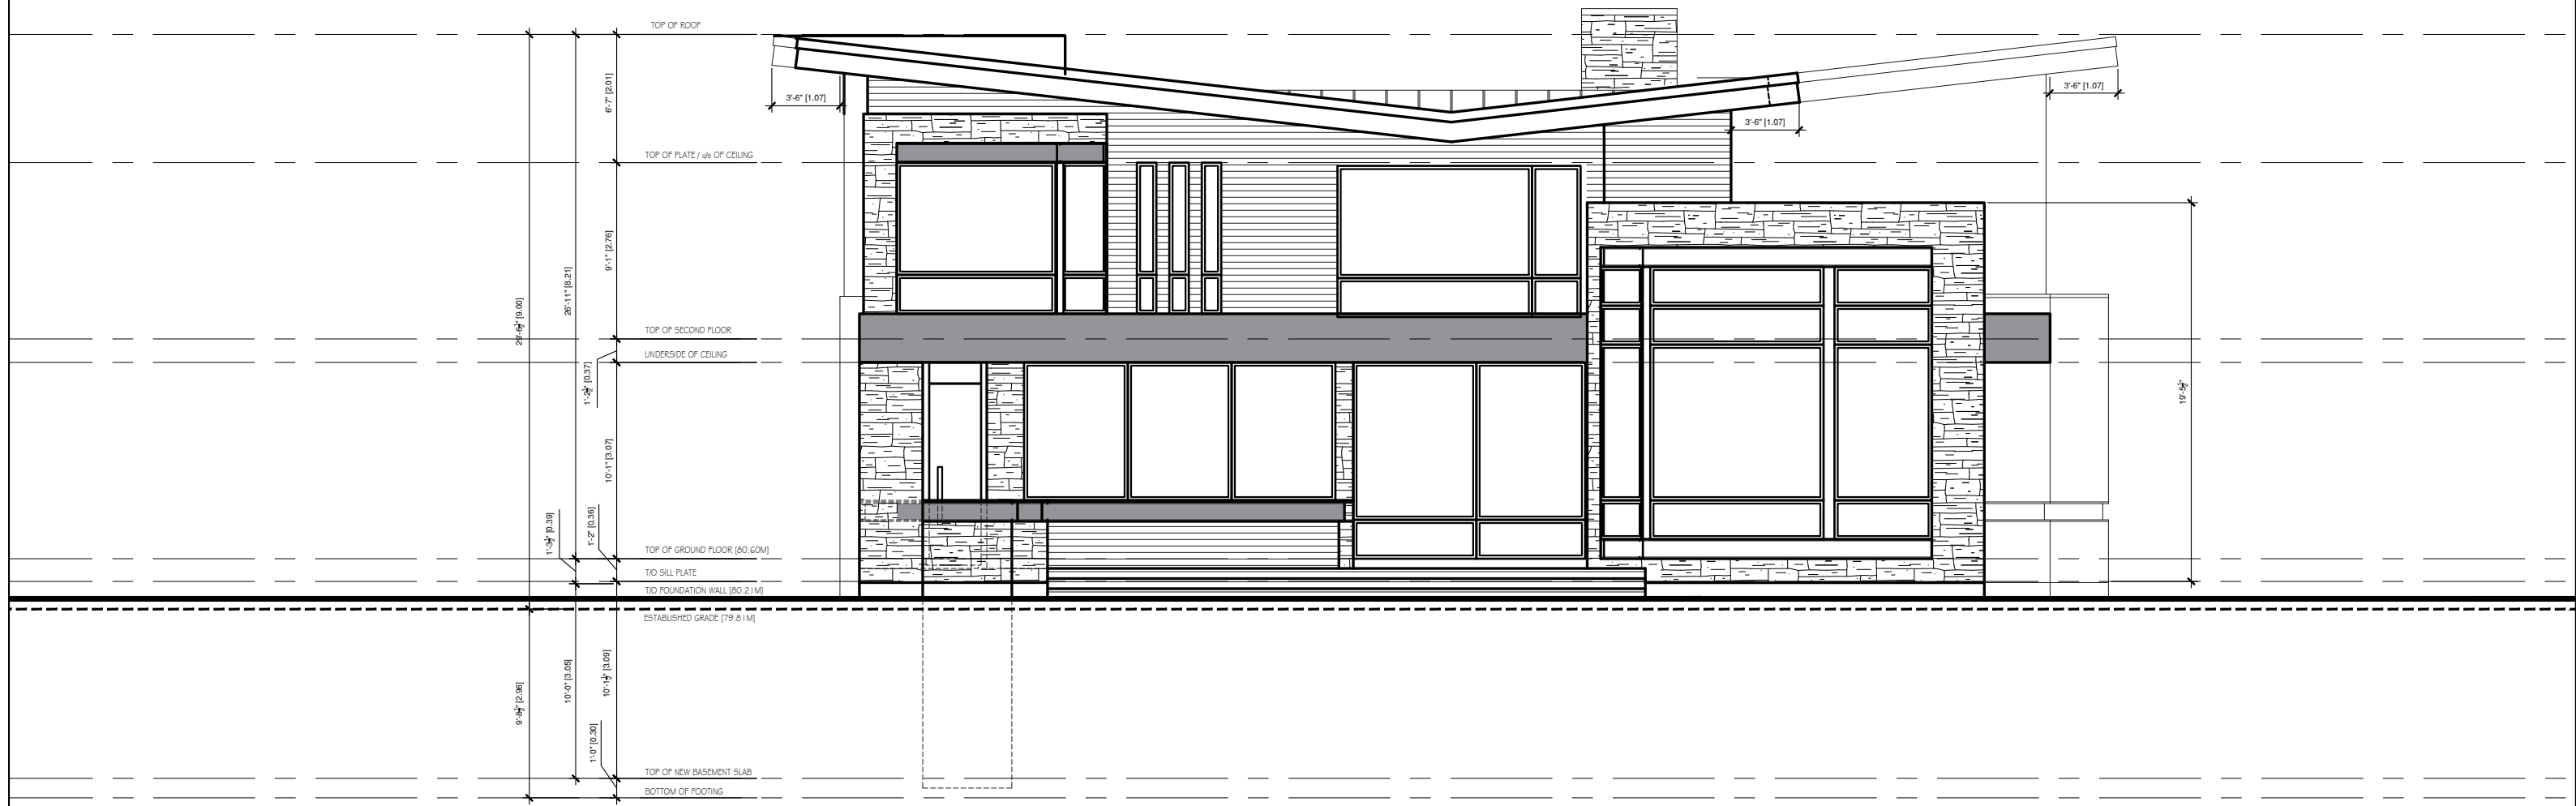 TOP OF ROOF
6'-7" [2.01]
3'-6" [1.07]
3'-6" [1.07]
3'-6" [1.07]
TOP OF PLATE / u/s OF CEILING
9'-1" [2.76]
26'-11" [8.21]
29'-6½" [9.00]
TOP OF SECOND FLOOR
UNDERSIDE OF CEILING
1'-2½" [0.37]
19'-5½"
10'-1" [3.07]
1'-3½" [0.39]
1'-2" [0.36]
TOP OF GROUND FLOOR [80.60M]
T/O SILL PLATE
T/O FOUNDATION WALL [80.21M]
ESTABLISHED GRADE [79.81M]
9'-8½" [2.96]
10'-0" [3.05]
10'-1½" [3.09]
1'-0" [0.30]
TOP OF NEW BASEMENT SLAB
BOTTOM OF FOOTING